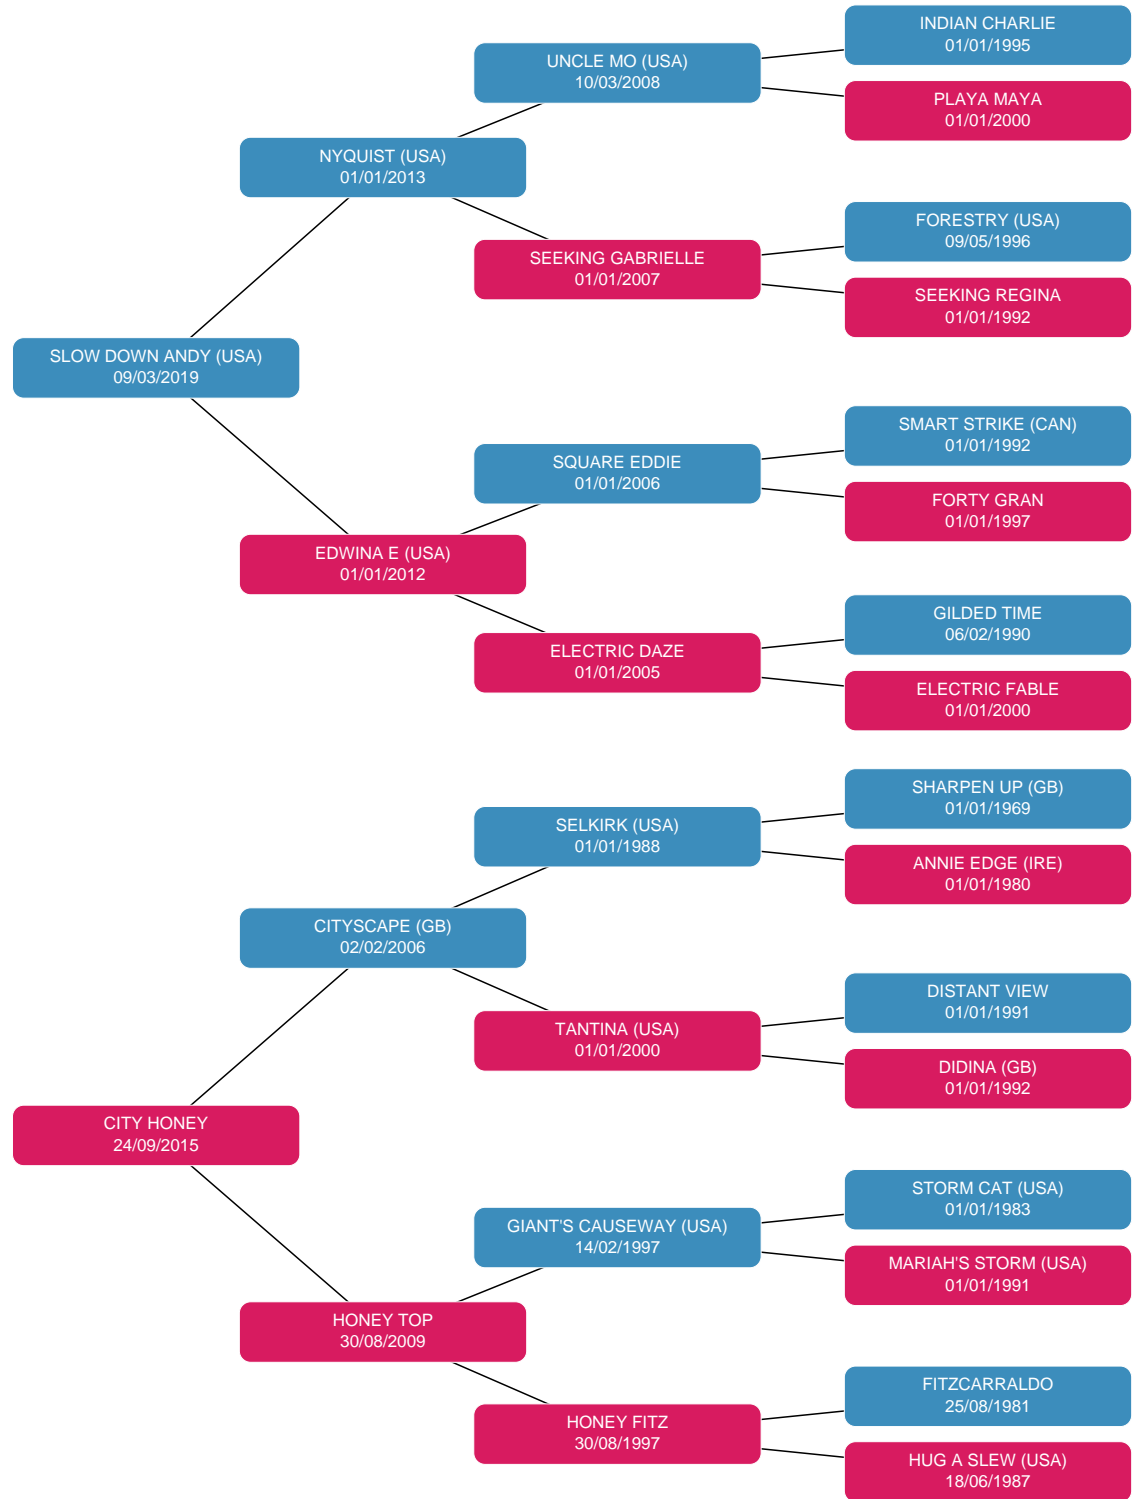 INDIAN CHARLIE
01/01/1995
UNCLE MO (USA)
10/03/2008
PLAYA MAYA
01/01/2000
NYQUIST (USA)
01/01/2013
FORESTRY (USA)
09/05/1996
SEEKING GABRIELLE
01/01/2007
SEEKING REGINA
01/01/1992
SLOW DOWN ANDY (USA)
09/03/2019
SMART STRIKE (CAN)
01/01/1992
SQUARE EDDIE
01/01/2006
FORTY GRAN
01/01/1997
EDWINA E (USA)
01/01/2012
GILDED TIME
06/02/1990
ELECTRIC DAZE
01/01/2005
ELECTRIC FABLE
01/01/2000
SHARPEN UP (GB)
01/01/1969
SELKIRK (USA)
01/01/1988
ANNIE EDGE (IRE)
01/01/1980
CITYSCAPE (GB)
02/02/2006
DISTANT VIEW
01/01/1991
TANTINA (USA)
01/01/2000
DIDINA (GB)
01/01/1992
CITY HONEY
24/09/2015
STORM CAT (USA)
01/01/1983
GIANT'S CAUSEWAY (USA)
14/02/1997
MARIAH'S STORM (USA)
01/01/1991
HONEY TOP
30/08/2009
FITZCARRALDO
25/08/1981
HONEY FITZ
30/08/1997
HUG A SLEW (USA)
18/06/1987